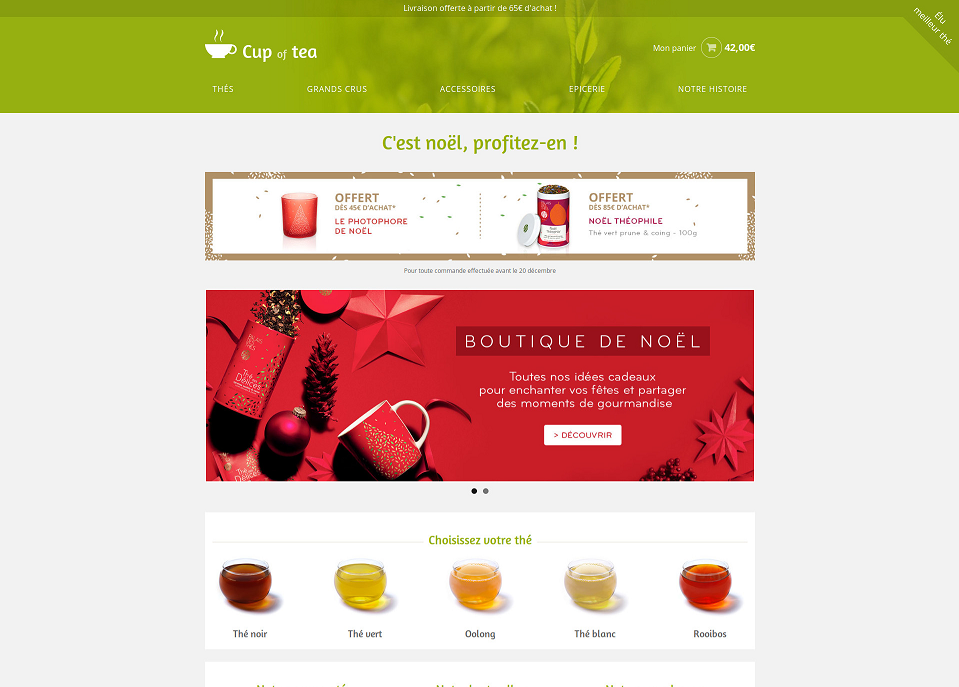 Livraison offerte à partir de 65€ d'achat !
Élu
meilleur thé
Cup of tea
Mon panier 42,00€
THÉS GRANDS CRUS ACCESSOIRES EPICERIE NOTRE HISTOIRE
C'est noël, profitez-en !
OFFERT
DÈS 45€ D'ACHAT*
LE PHOTOPHORE
DE NOËL
OFFERT
DÈS 85€ D'ACHAT*
NOËL THÉOPHILE
Thé vert prune & coing - 100g
Pour toute commande effectuée avant le 20 décembre
BOUTIQUE DE NOËL
Toutes nos idées cadeaux
pour enchanter vos fêtes et partager
des moments de gourmandise
> DÉCOUVRIR
Thé des
Délices
Choisissez votre thé
Thé noir Thé vert Oolong Thé blanc Rooibos